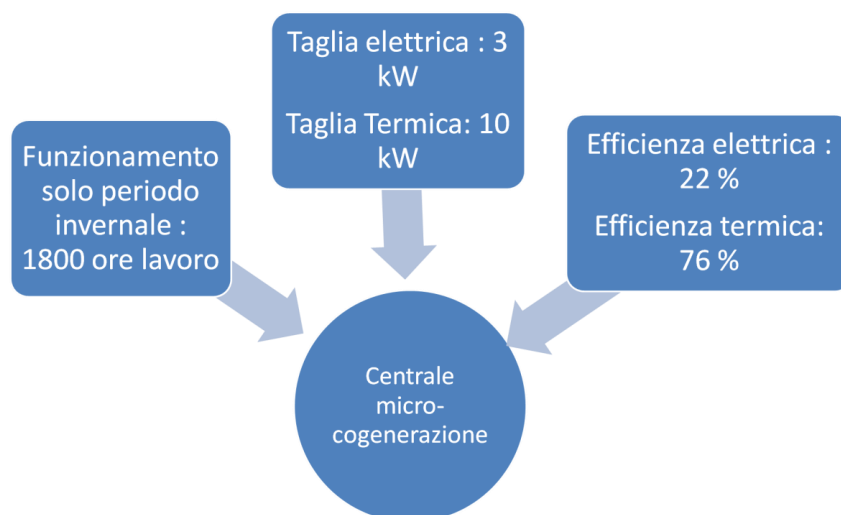 Taglia elettrica : 3
kW
Taglia Termica: 10
kW
Funzionamento
solo periodo
invernale :
1800 ore lavoro
Efficienza elettrica :
22 %
Efficienza termica:
76 %
Centrale
micro-
cogenerazione